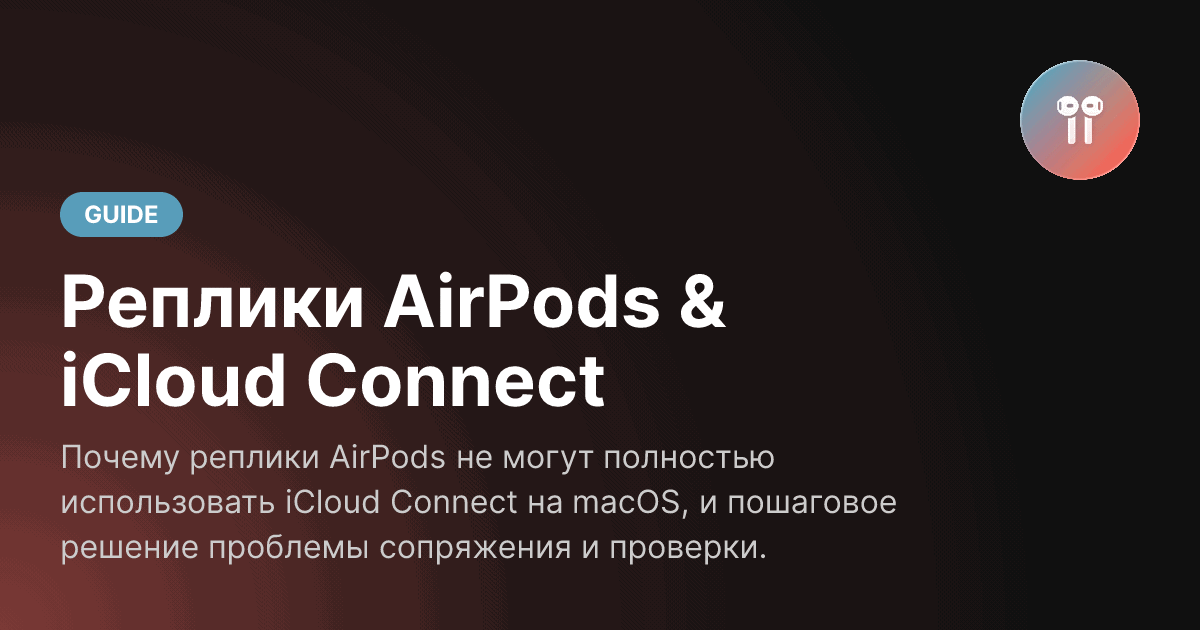 GUIDE
Реплики AirPods &
iCloud Connect
Почему реплики AirPods не могут полностью
использовать iCloud Connect на macOS, и пошаговое
решение проблемы сопряжения и проверки.